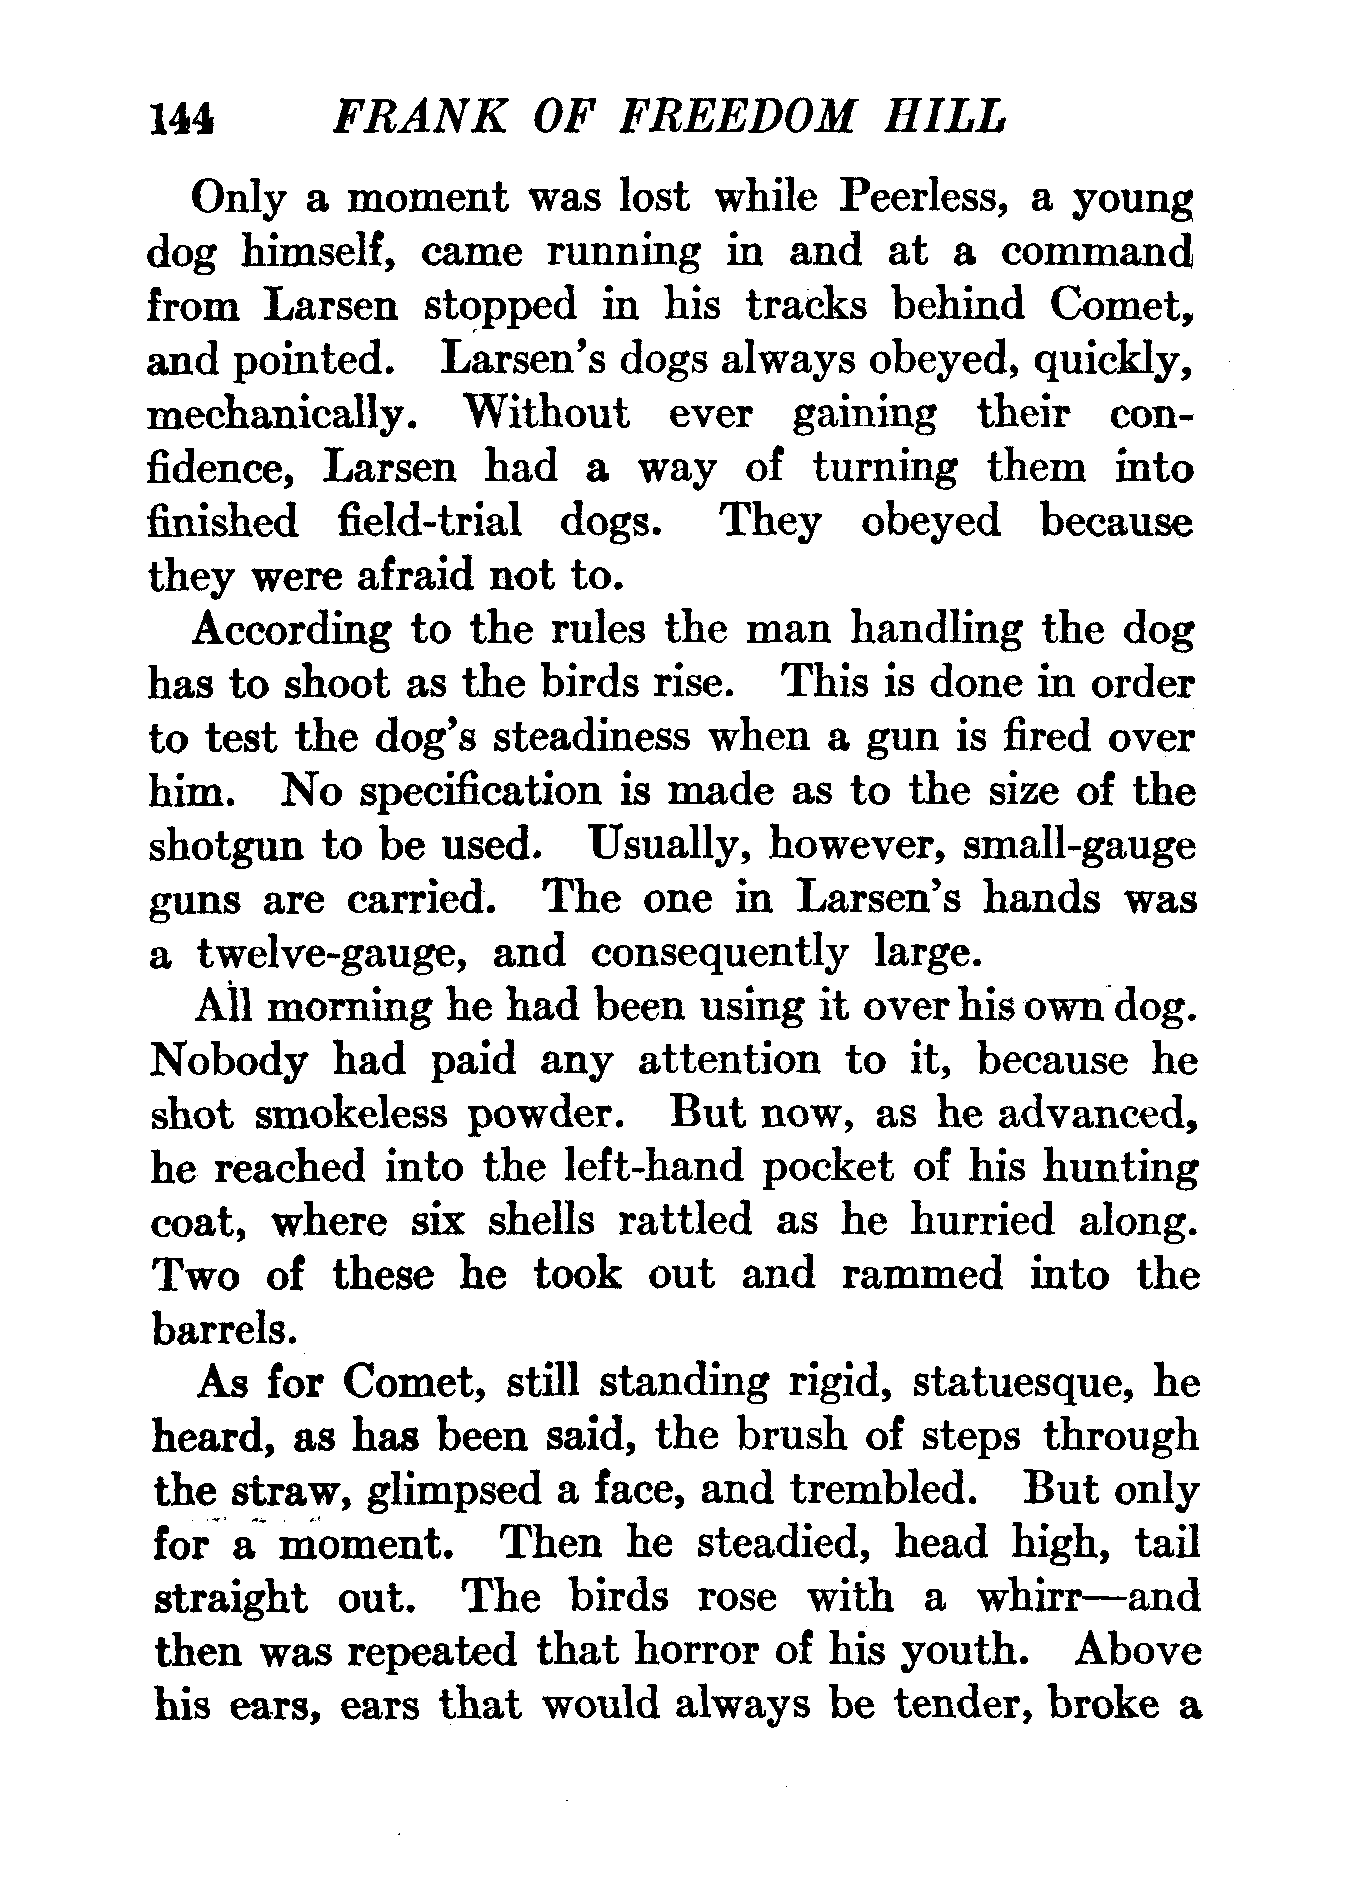 144 FRANK OF FREEDOM HILL
Only a moment was lost while Peerless, a young
dog himself, came running in and at a command
from Larsen stopped in his tracks behind Comet,
and pointed. Larsen's dogs always obeyed, quickly,
mechanically. Without ever gaining their con-
fidence, Larsen had a way of turning them into
finished field-trial dogs. They obeyed because
they were afraid not to.
According to the rules the man handling the dog
has to shoot as the birds rise. This is done in order
to test the dog's steadiness when a gun is fired over
him. No specification is made as to the size of the
shotgun to be used. Usually, however, small-gauge
guns are carried. The one in Larsen's hands was
a twelve-gauge, and consequently large.
All morning he had been using it over his own dog.
Nobody had paid any attention to it, because he
shot smokeless powder. But now, as he advanced,
he reached into the left-hand pocket of his hunting
coat, where six shells rattled as he hurried along.
Two of these he took out and rammed into the
barrels.
As for Comet, still standing rigid, statuesque, he
heard, as has been said, the brush of steps through
the straw, glimpsed a face, and trembled. But only
for a moment. Then he steadied, head high, tail
straight out. The birds rose with a whirr—and
then was repeated that horror of his youth. Above
his ears, ears that would always be tender, broke a